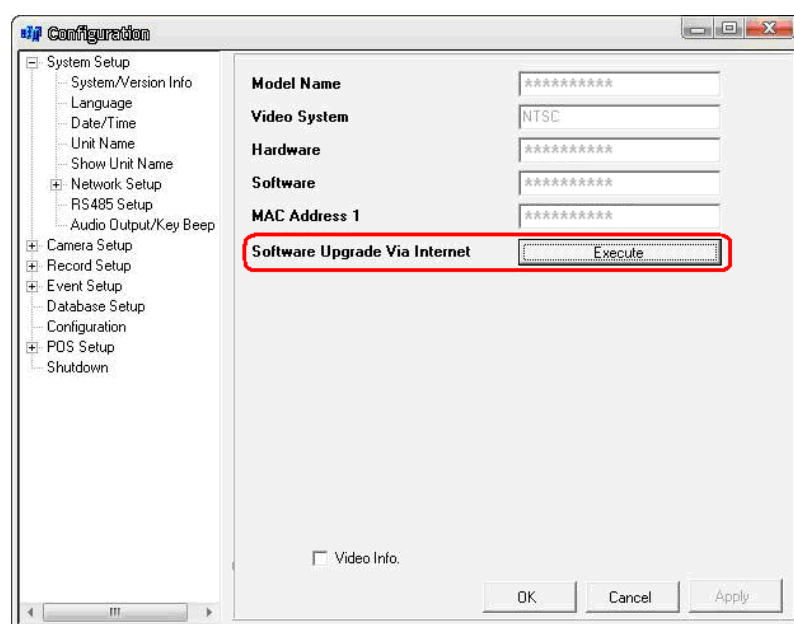 Configuration
System Setup
System/Version Info
Language
Date/Time
Unit Name
Show Unit Name
Network Setup
RS485 Setup
Audio Output/Key Beep
Camera Setup
Record Setup
Event Setup
Database Setup
Configuration
POS Setup
Shutdown
Model Name **********
Video System NTSC
Hardware **********
Software **********
MAC Address 1 **********
Software Upgrade Via Internet Execute
Video Info.
OK Cancel Apply